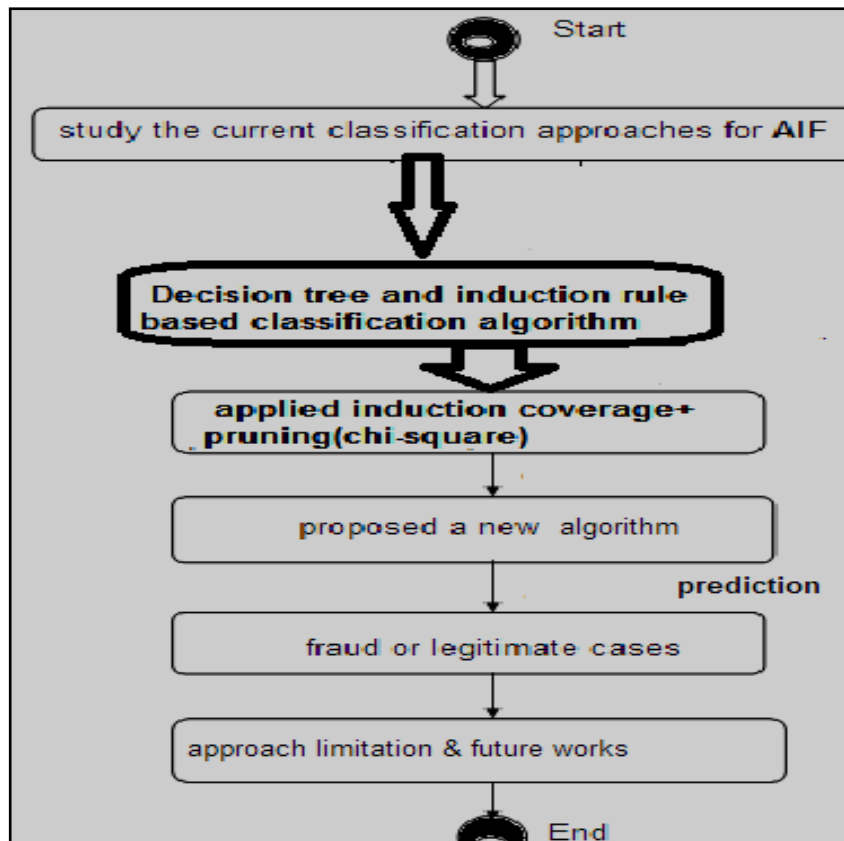 Start
study the current classification approaches for AIF
Decision tree and induction rule
based classification algorithm
applied induction coverage+
pruning(chi-square)
proposed a new algorithm
prediction
fraud or legitimate cases
approach limitation & future works
End